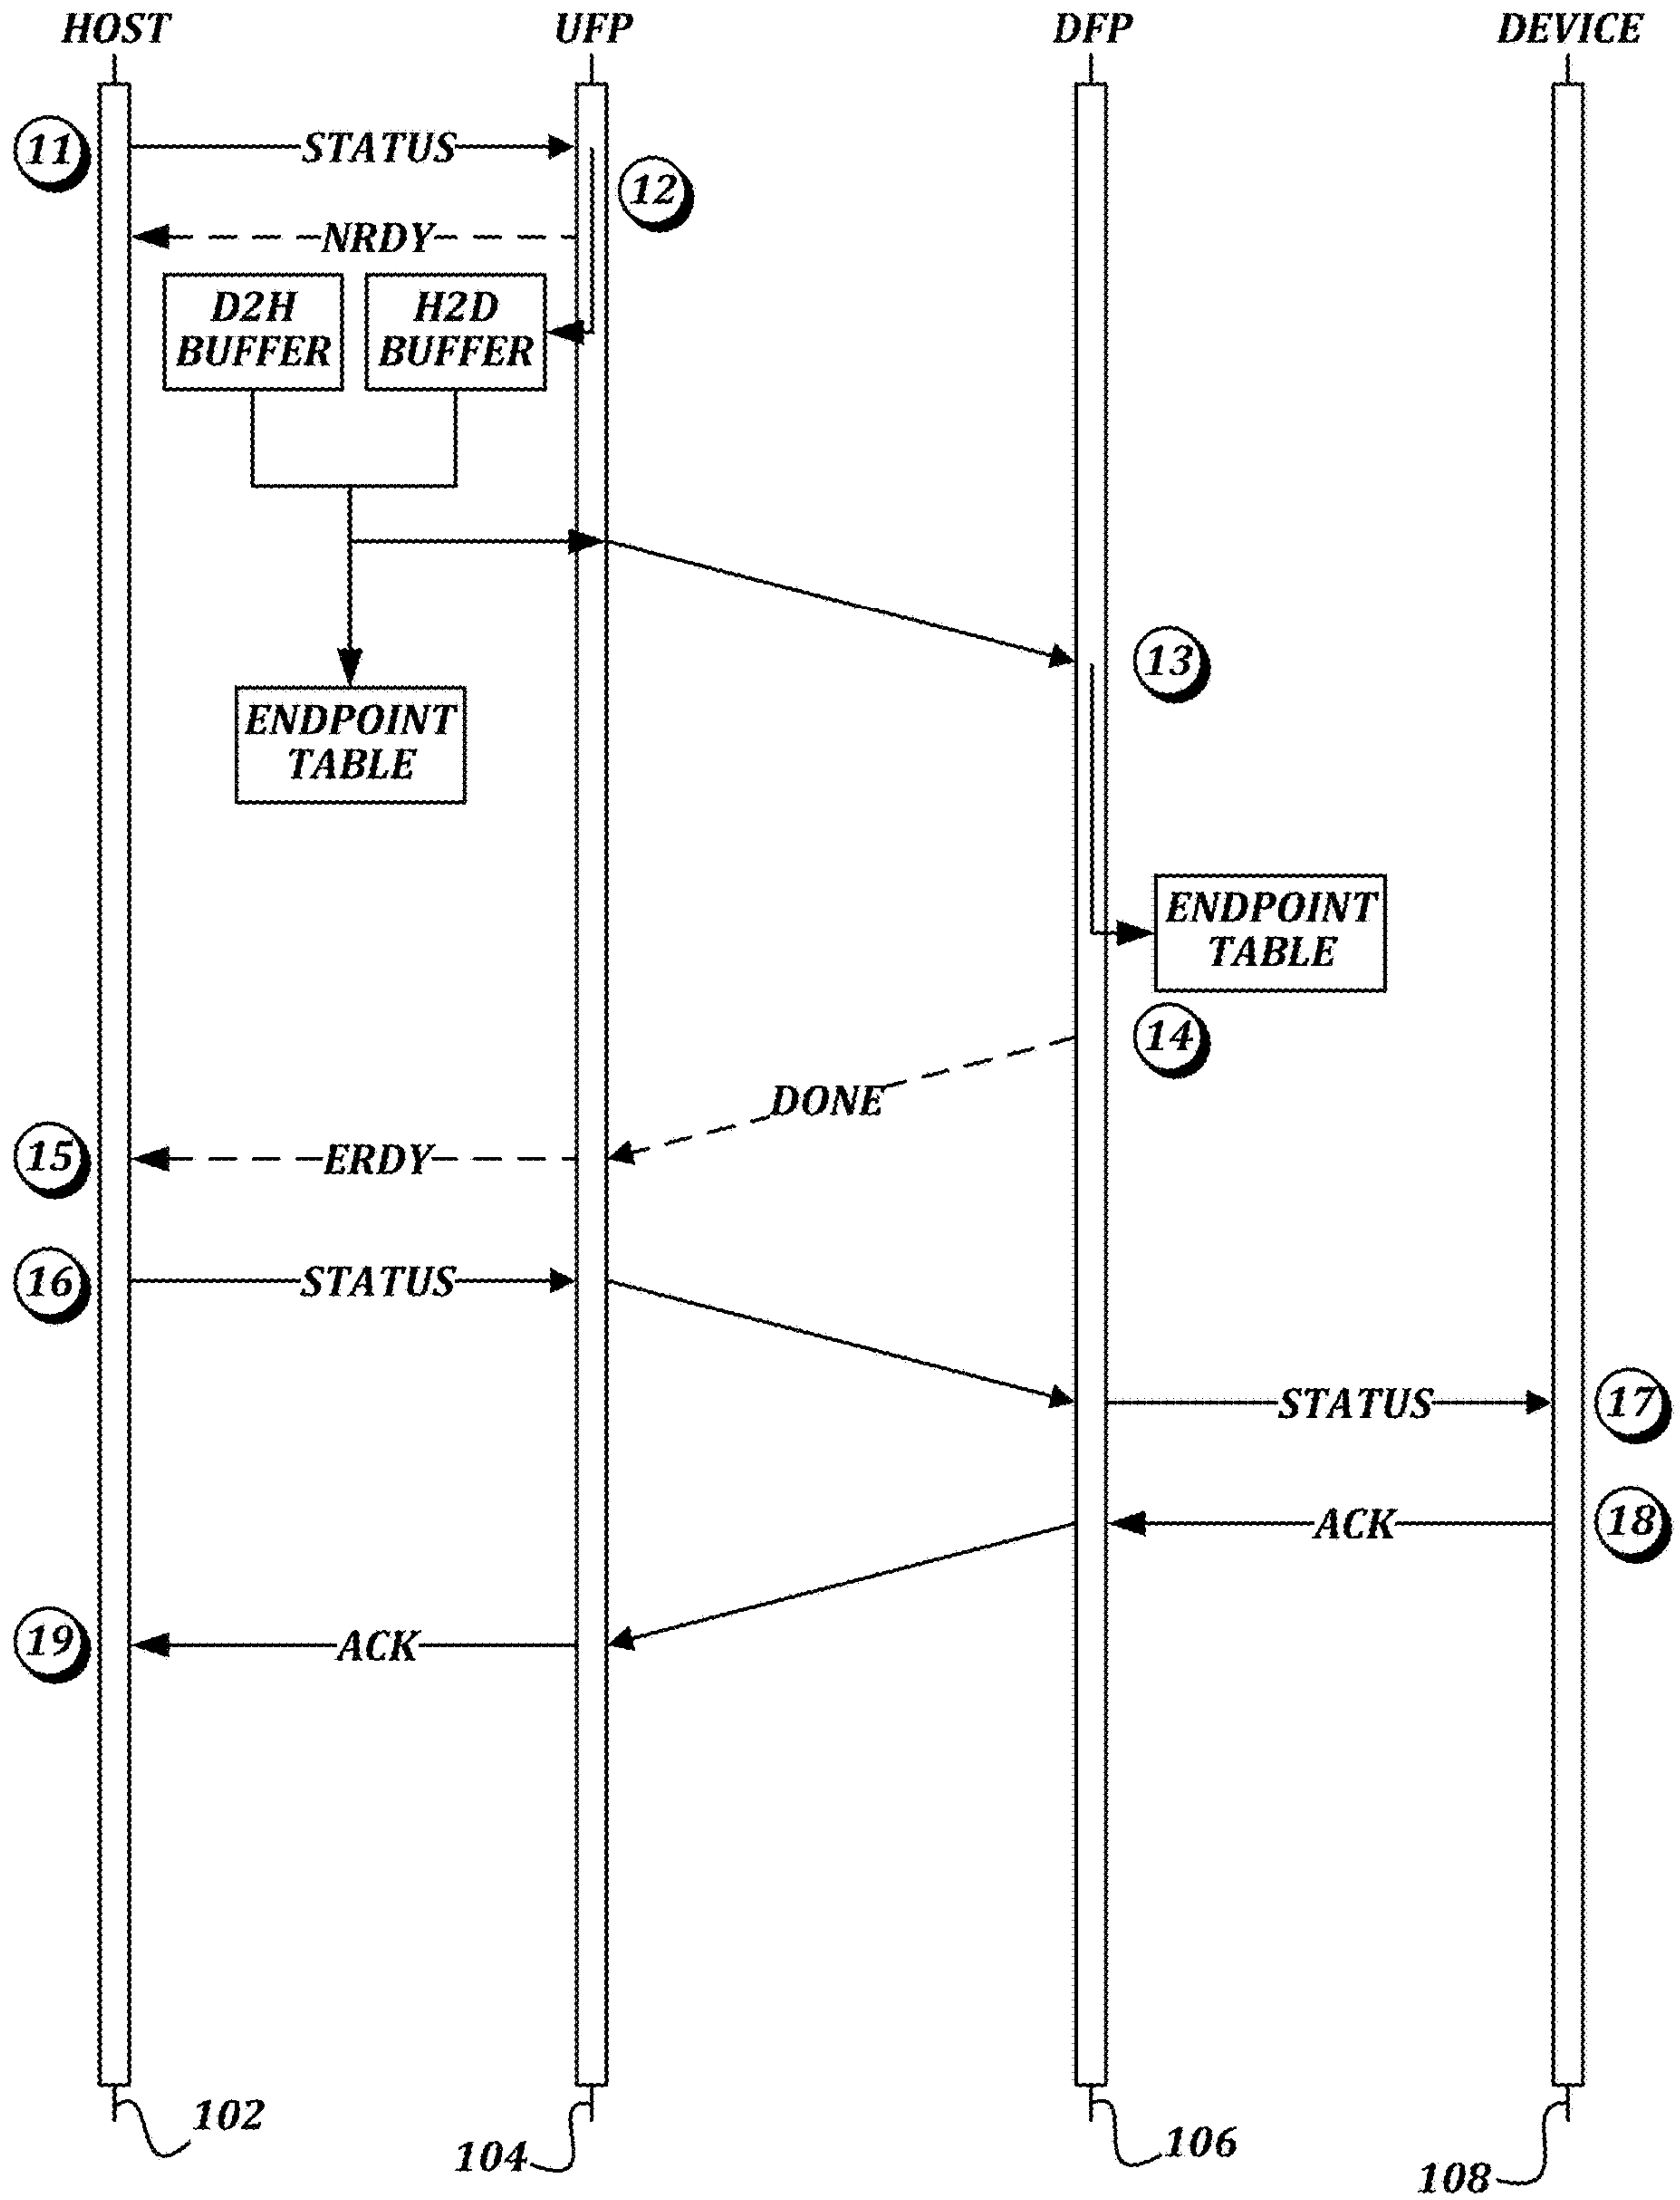 HOST UFP DFP DEVICE
11 STATUS
12
NRDY
D2H BUFFER
H2D BUFFER
13
ENDPOINT
TABLE
ENDPOINT
TABLE
14
DONE
15 ERDY
16 STATUS
STATUS 17
ACK 18
19 ACK
102
104
106
108